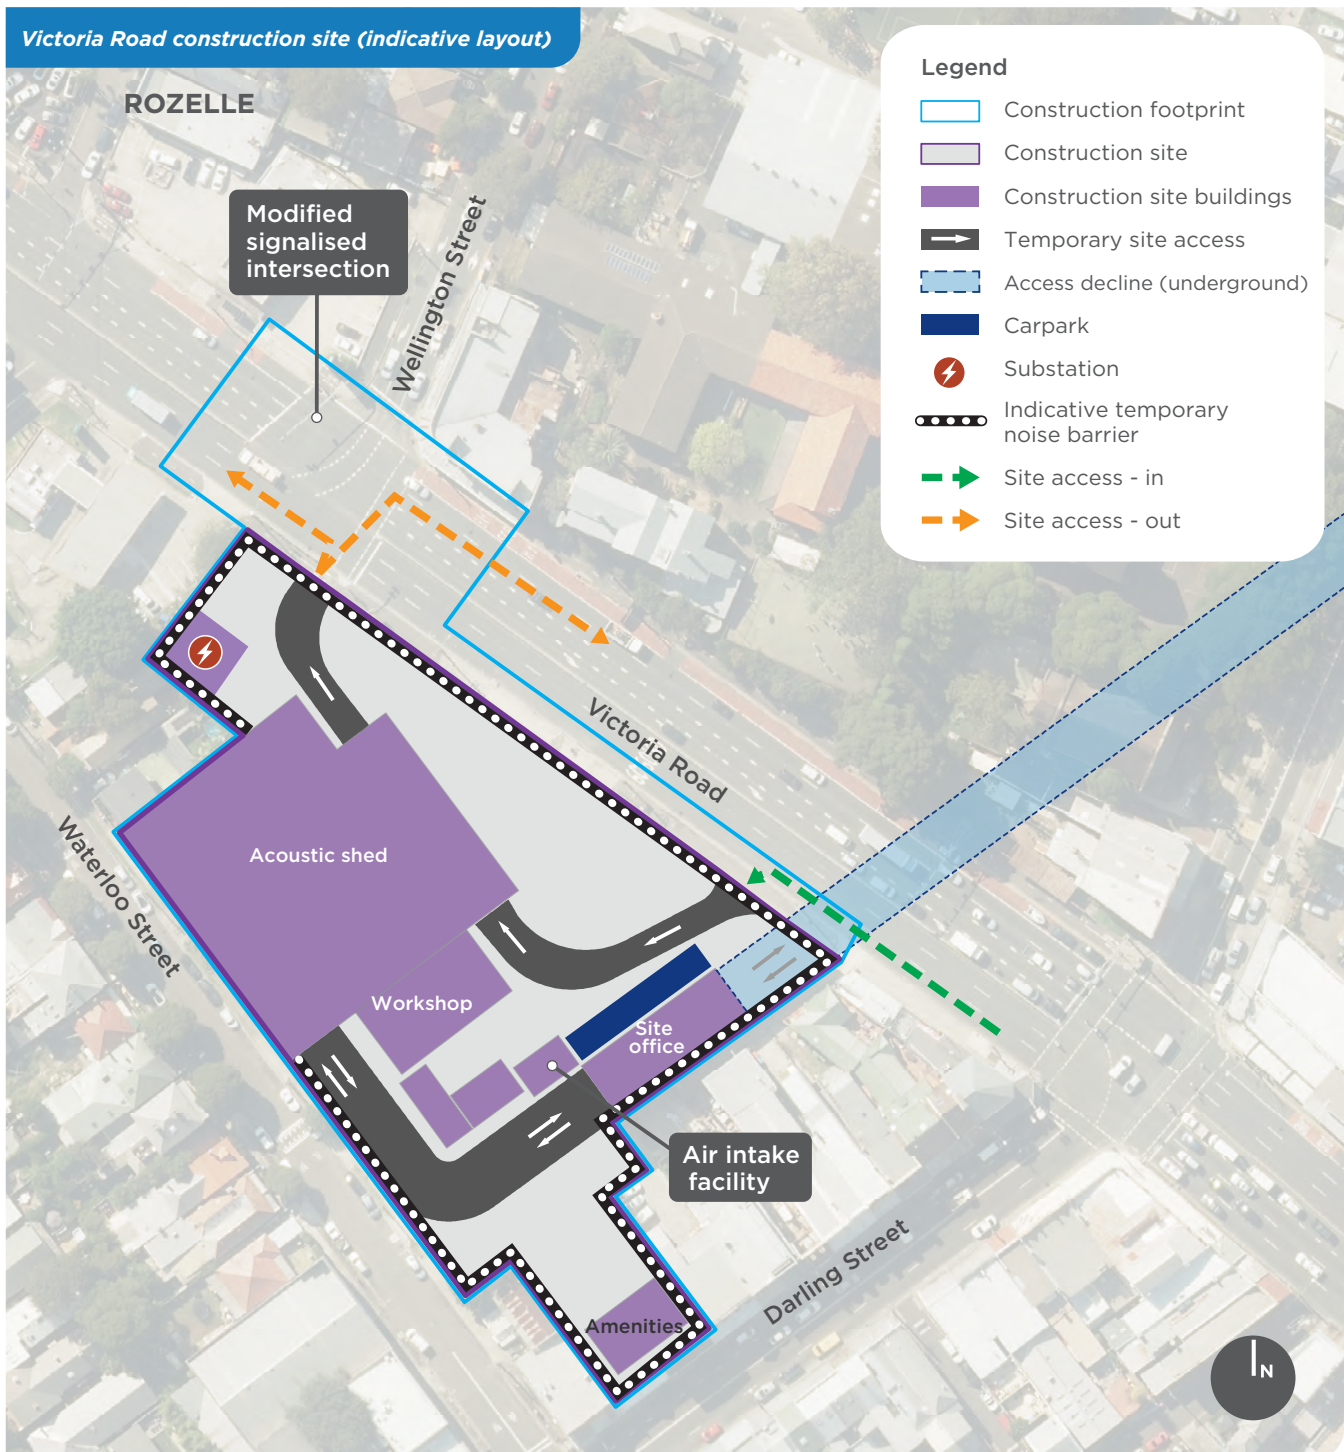 Victoria Road construction site (indicative layout)
ROZELLE
Legend
Construction footprint
Construction site
Construction site buildings
Temporary site access
Access decline (underground)
Carpark
Substation
Indicative temporary
noise barrier
Site access - in
Site access - out
Modified
signalised
intersection
Wellington Street
Victoria Road
Waterloo Street
Acoustic shed
Workshop
Site
office
Air intake
facility
Darling Street
Amenities
N